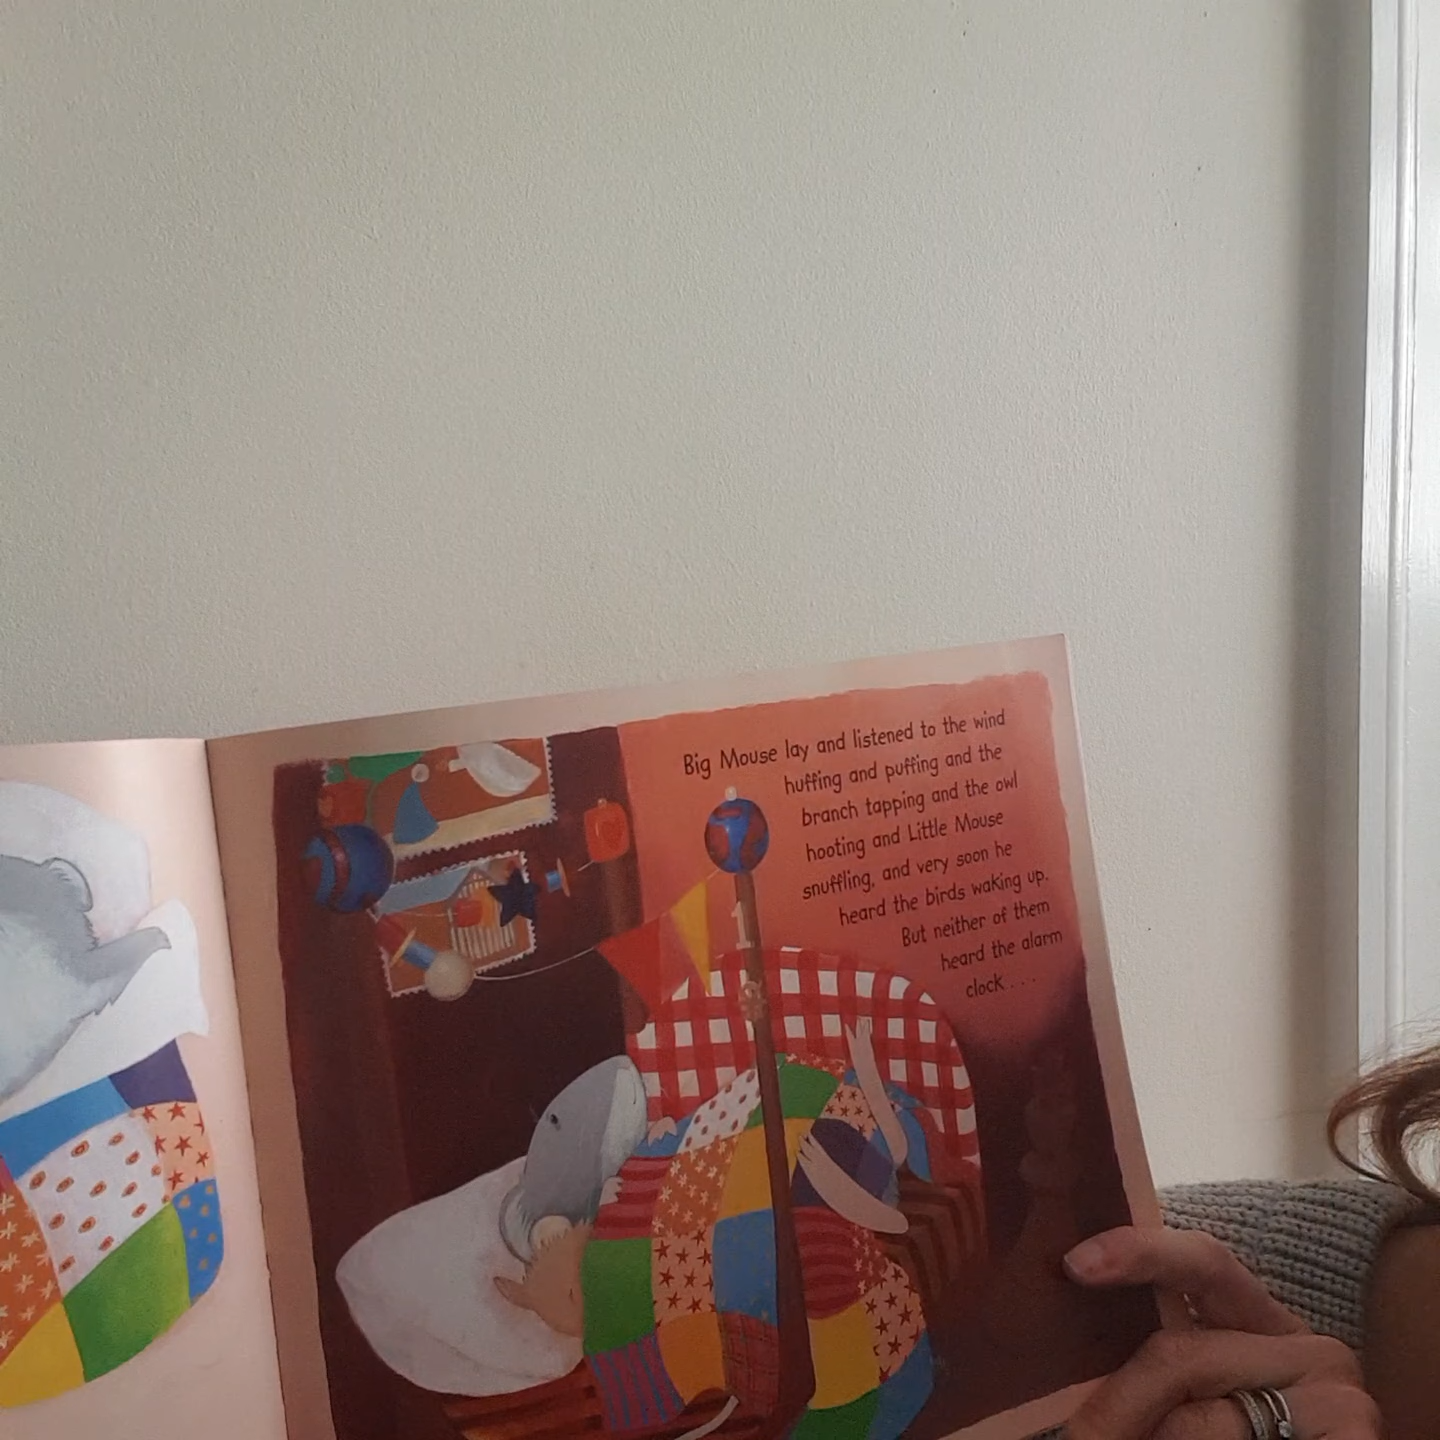 Big Mouse lay and listened to the wind
huffing and puffing and the
branch tapping and the owl
hooting and Little Mouse
snuffling, and very soon he
heard the birds waking up.
But neither of them
heard the alarm
clock . . .